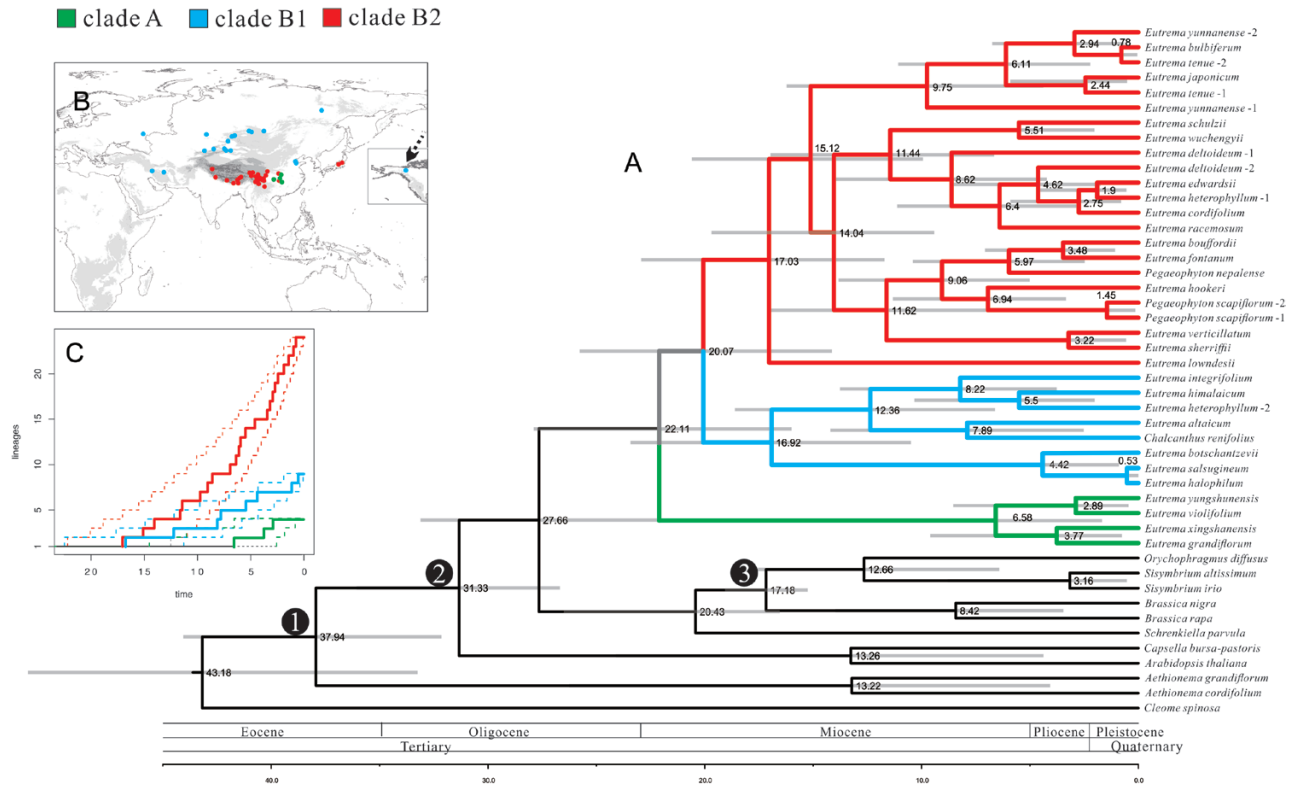 clade A clade B1 clade B2
B
A
C
lineages
20
15
10
5
1
20 15 10 5 0
time
Eutrema yunnanense -2
Eutrema bulbiferum
Eutrema tenue -2
Eutrema japonicum
Eutrema tenue -1
Eutrema yunnanense -1
Eutrema schulzii
Eutrema wuchengyii
Eutrema deltoideum -1
Eutrema deltoideum -2
Eutrema edwardsii
Eutrema heterophyllum -1
Eutrema cordifolium
Eutrema racemosum
Eutrema bouffordii
Eutrema fontanum
Pegaeophyton nepalense
Eutrema hookeri
Pegaeophyton scapiflorum -2
Pegaeophyton scapiflorum -1
Eutrema verticillatum
Eutrema sherriffii
Eutrema lowndesii
Eutrema integrifolium
Eutrema himalaicum
Eutrema heterophyllum -2
Eutrema altaicum
Chalcanthus renifolius
Eutrema botschantzevii
Eutrema salsugineum
Eutrema halophilum
Eutrema yungshunensis
Eutrema violifolium
Eutrema xingshanensis
Eutrema grandiflorum
Orychophragmus diffusus
Sisymbrium altissimum
Sisymbrium irio
Brassica nigra
Brassica rapa
Schrenkiella parvula
Capsella bursa-pastoris
Arabidopsis thaliana
Aethionema grandiflorum
Aethionema cordifolium
Cleome spinosa
2.94
0.78
6.11
2.44
9.75
5.51
15.12
11.44
8.62
4.62
1.9
2.75
6.4
14.04
3.48
5.97
17.03
9.06
6.94
1.45
11.62
3.22
20.07
8.22
5.5
12.36
7.89
22.11
16.92
4.42
0.53
2.89
6.58
27.66
3.77
12.66
3.16
2
3
31.33
17.18
20.43
8.42
1
37.94
13.26
43.18
13.22
Eocene Oligocene Miocene Pliocene Pleistocene
Tertiary Quaternary
40.0 30.0 20.0 10.0 0.0